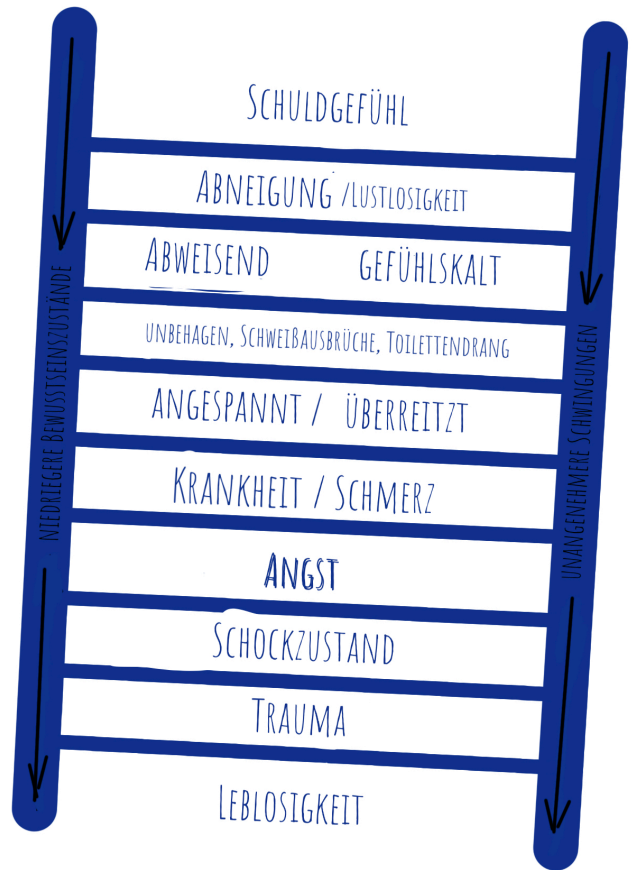 SCHULDGEFÜHL
ABNEIGUNG /LUSTLOSIGKEIT
ABWEISEND GEFÜHLSKALT
UNBEHAGEN, SCHWEIßAUSBRÜCHE, TOILETTENDRANG
ANGESPANNT / ÜBERREITZT
KRANKHEIT / SCHMERZ
ANGST
SCHOCKZUSTAND
TRAUMA
LEBLOSIGKEIT
NIEDRIEGERE BEWUSSTSEINSZUSTÄNDE
UNANGENEHMERE SCHWINGUNGEN